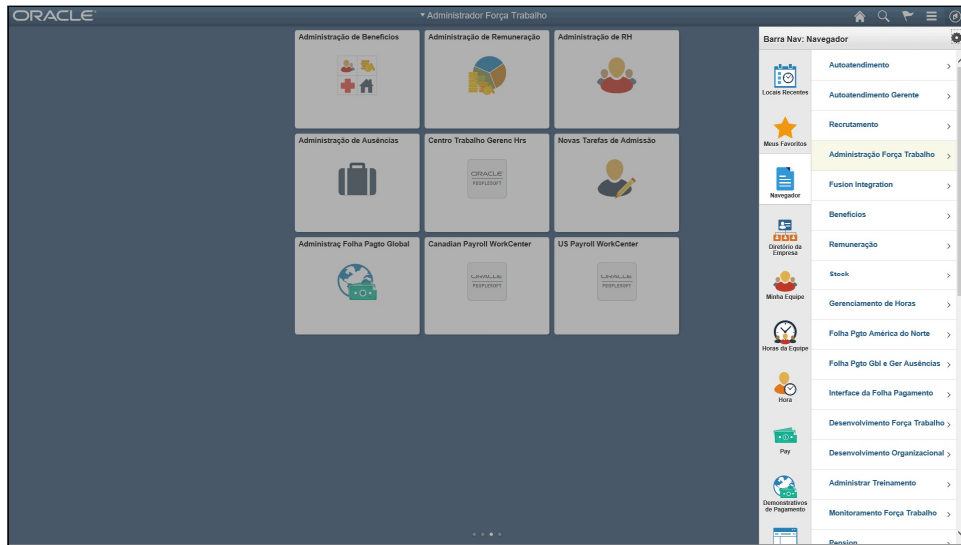 ORACLE
Administrador Força Trabalho
Administração de Benefícios
Administração de Remuneração
Administração de RH
Administração de Ausências
Centro Trabalho Gerenc Hrs
ORACLE
PEOPLESOFT
Novas Tarefas de Admissão
Administraç Folha Pagto Global
Canadian Payroll WorkCenter
ORACLE
PEOPLESOFT
US Payroll WorkCenter
ORACLE
PEOPLESOFT
Barra Nav: Navegador
Locais Recentes
Meus Favoritos
Navegador
Diretório da
Empresa
Minha Equipe
Horas da Equipe
Hora
Pay
Demonstrativos
de Pagamento
Autoatendimento
Autoatendimento Gerente
Recrutamento
Administração Força Trabalho
Fusion Integration
Benefícios
Remuneração
Stock
Gerenciamento de Horas
Folha Pgto América do Norte
Folha Pgto Gbl e Ger Ausências
Interface da Folha Pagamento
Desenvolvimento Força Trabalho
Desenvolvimento Organizacional
Administrar Treinamento
Monitoramento Força Trabalho
Pension